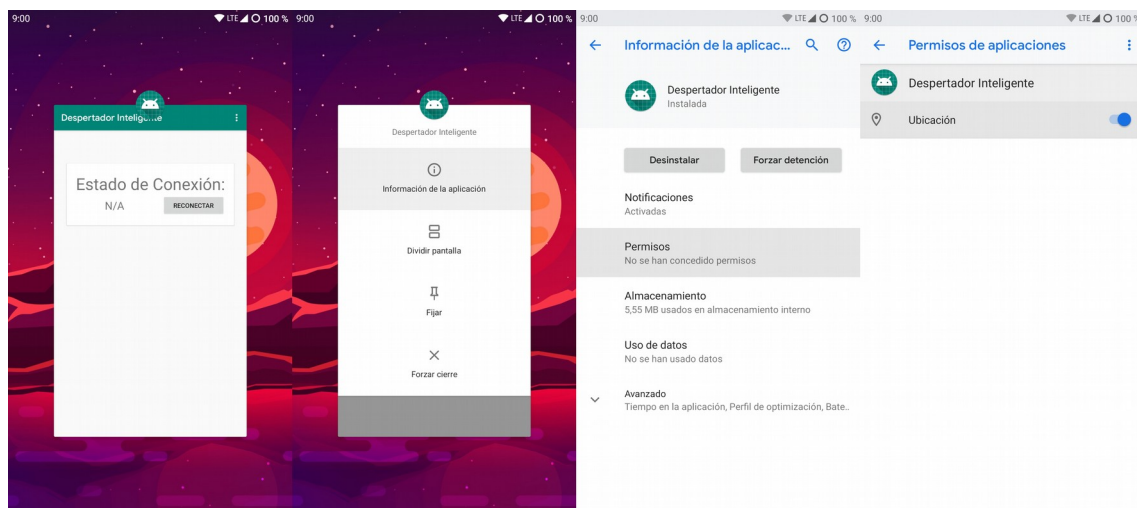 9:00 LTE 100 %
Despertador Inteligente
Estado de Conexión:
N/A RECONECTAR
9:00 LTE 100 %
Despertador Inteligente
Información de la aplicación
Dividir pantalla
Fijar
Forzar cierre
9:00 LTE 100 %
Información de la aplicac...
Despertador Inteligente
Instalada
Desinstalar Forzar detención
Notificaciones
Activadas
Permisos
No se han concedido permisos
Almacenamiento
5,55 MB usados en almacenamiento interno
Uso de datos
No se han usado datos
Avanzado
Tiempo en la aplicación, Perfil de optimización, Bate..
9:00 LTE 100 %
Permisos de aplicaciones
Despertador Inteligente
Ubicación